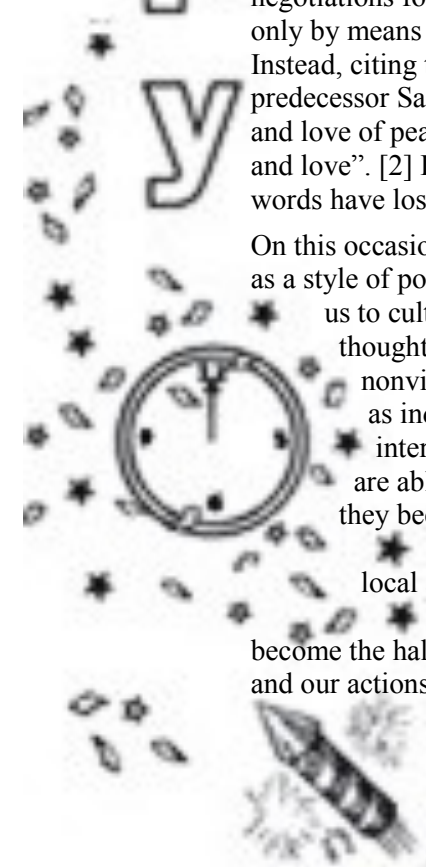 negotiations fo
only by means
Instead, citing
predecessor Sa
and love of pea
and love”. [2]
words have los
y
On this occasio
as a style of po
us to cult
thought
nonvi
as ind
inter
are abl
they bec
local
become the hal
and our actions